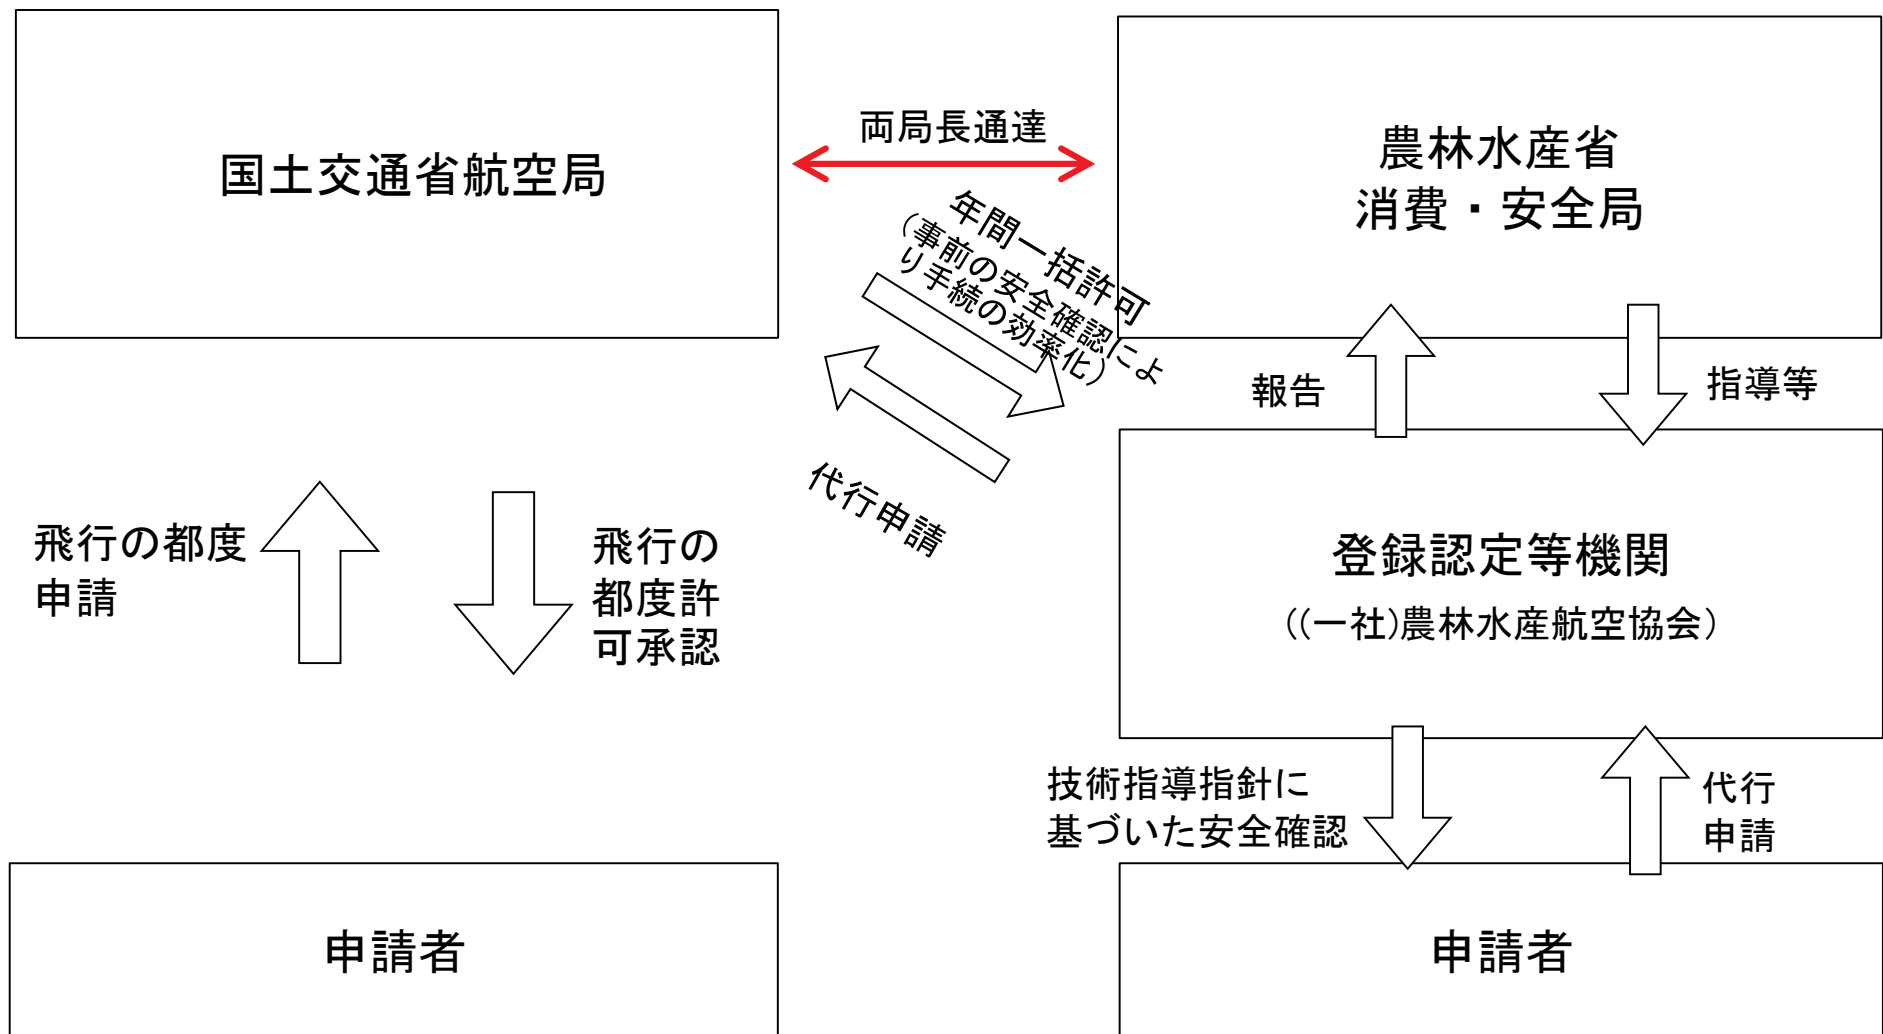 国土交通省航空局
両局長通達
農林水産省
消費・安全局
年間一括許可
(事前の安全確認によ
り手続の効率化)
代行申請
報告
指導等
飛行の都度
申請
飛行の
都度許
可承認
登録認定等機関
((一社)農林水産航空協会)
技術指導指針に
基づいた安全確認
代行
申請
申請者
申請者